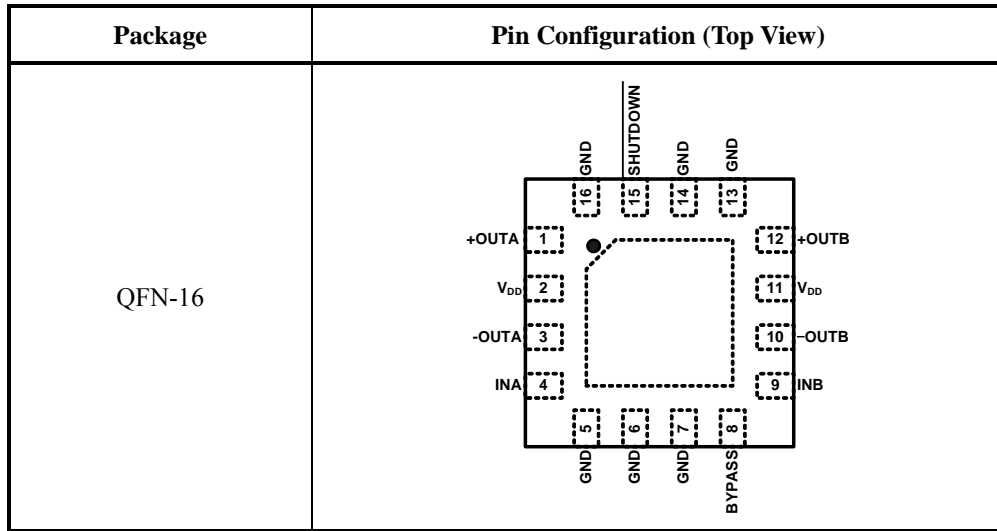 Package
Pin Configuration (Top View)
QFN-16
GND
SHUTDOWN
GND
GND
16
15
14
13
+OUTA 1
12 +OUTB
VDD 2
11 VDD
-OUTA 3
10 −OUTB
INA 4
9 INB
5
6
7
8
GND
GND
GND
BYPASS